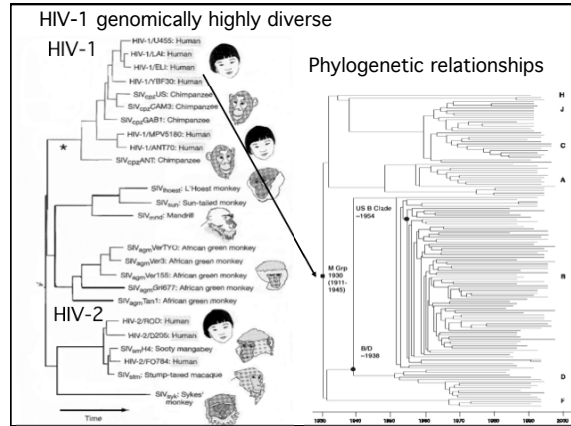 HIV-1 genomically highly diverse
HIV-1
HIV-1/U455: Human
HIV-1/LAI: Human
HIV-1/ELI: Human
HIV-1/YBF30: Human
SIVcpzUS: Chimpanzee
SIVcpzCAM3: Chimpanzee
SIVcpzGAB1: Chimpanzee
HIV-1/MPV5180: Human
HIV-1/ANT70: Human
SIVcpzANT: Chimpanzee
*
SIVlhoest: L'Hoest monkey
SIVsun: Sun-tailed monkey
SIVmnd: Mandrill
SIVagmVerTYO: African green monkey
SIVagmVer3: African green monkey
SIVagmVer155: African green monkey
SIVagmGri677: African green monkey
SIVagmTan1: African green monkey
HIV-2
HIV-2/ROD: Human
HIV-2/D205: Human
SIVsmH4: Sooty mangabey
HIV-2/FO784: Human
SIVstm: Stump-tailed macaque
SIVsyk: Sykes' monkey
Time
Phylogenetic relationships
H
J
C
A
US B Clade
~1954
M Grp
1930
(1911-
1945)
B
B/D
~1938
D
F
1930 1940 1950 1960 1970 1980 1990 2000